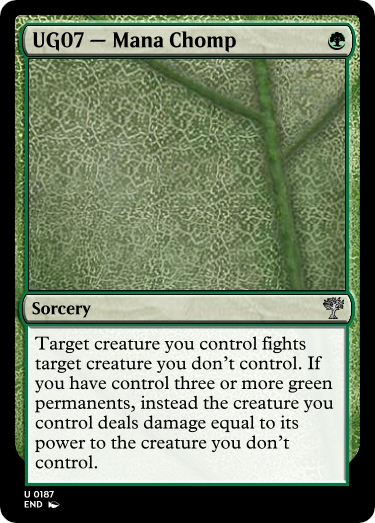 UG07 — Mana Chomp
Sorcery
Target creature you control fights
target creature you don't control. If
you have control three or more green
permanents, instead the creature you
control deals damage equal to its
power to the creature you don't
control.
U 0187
END